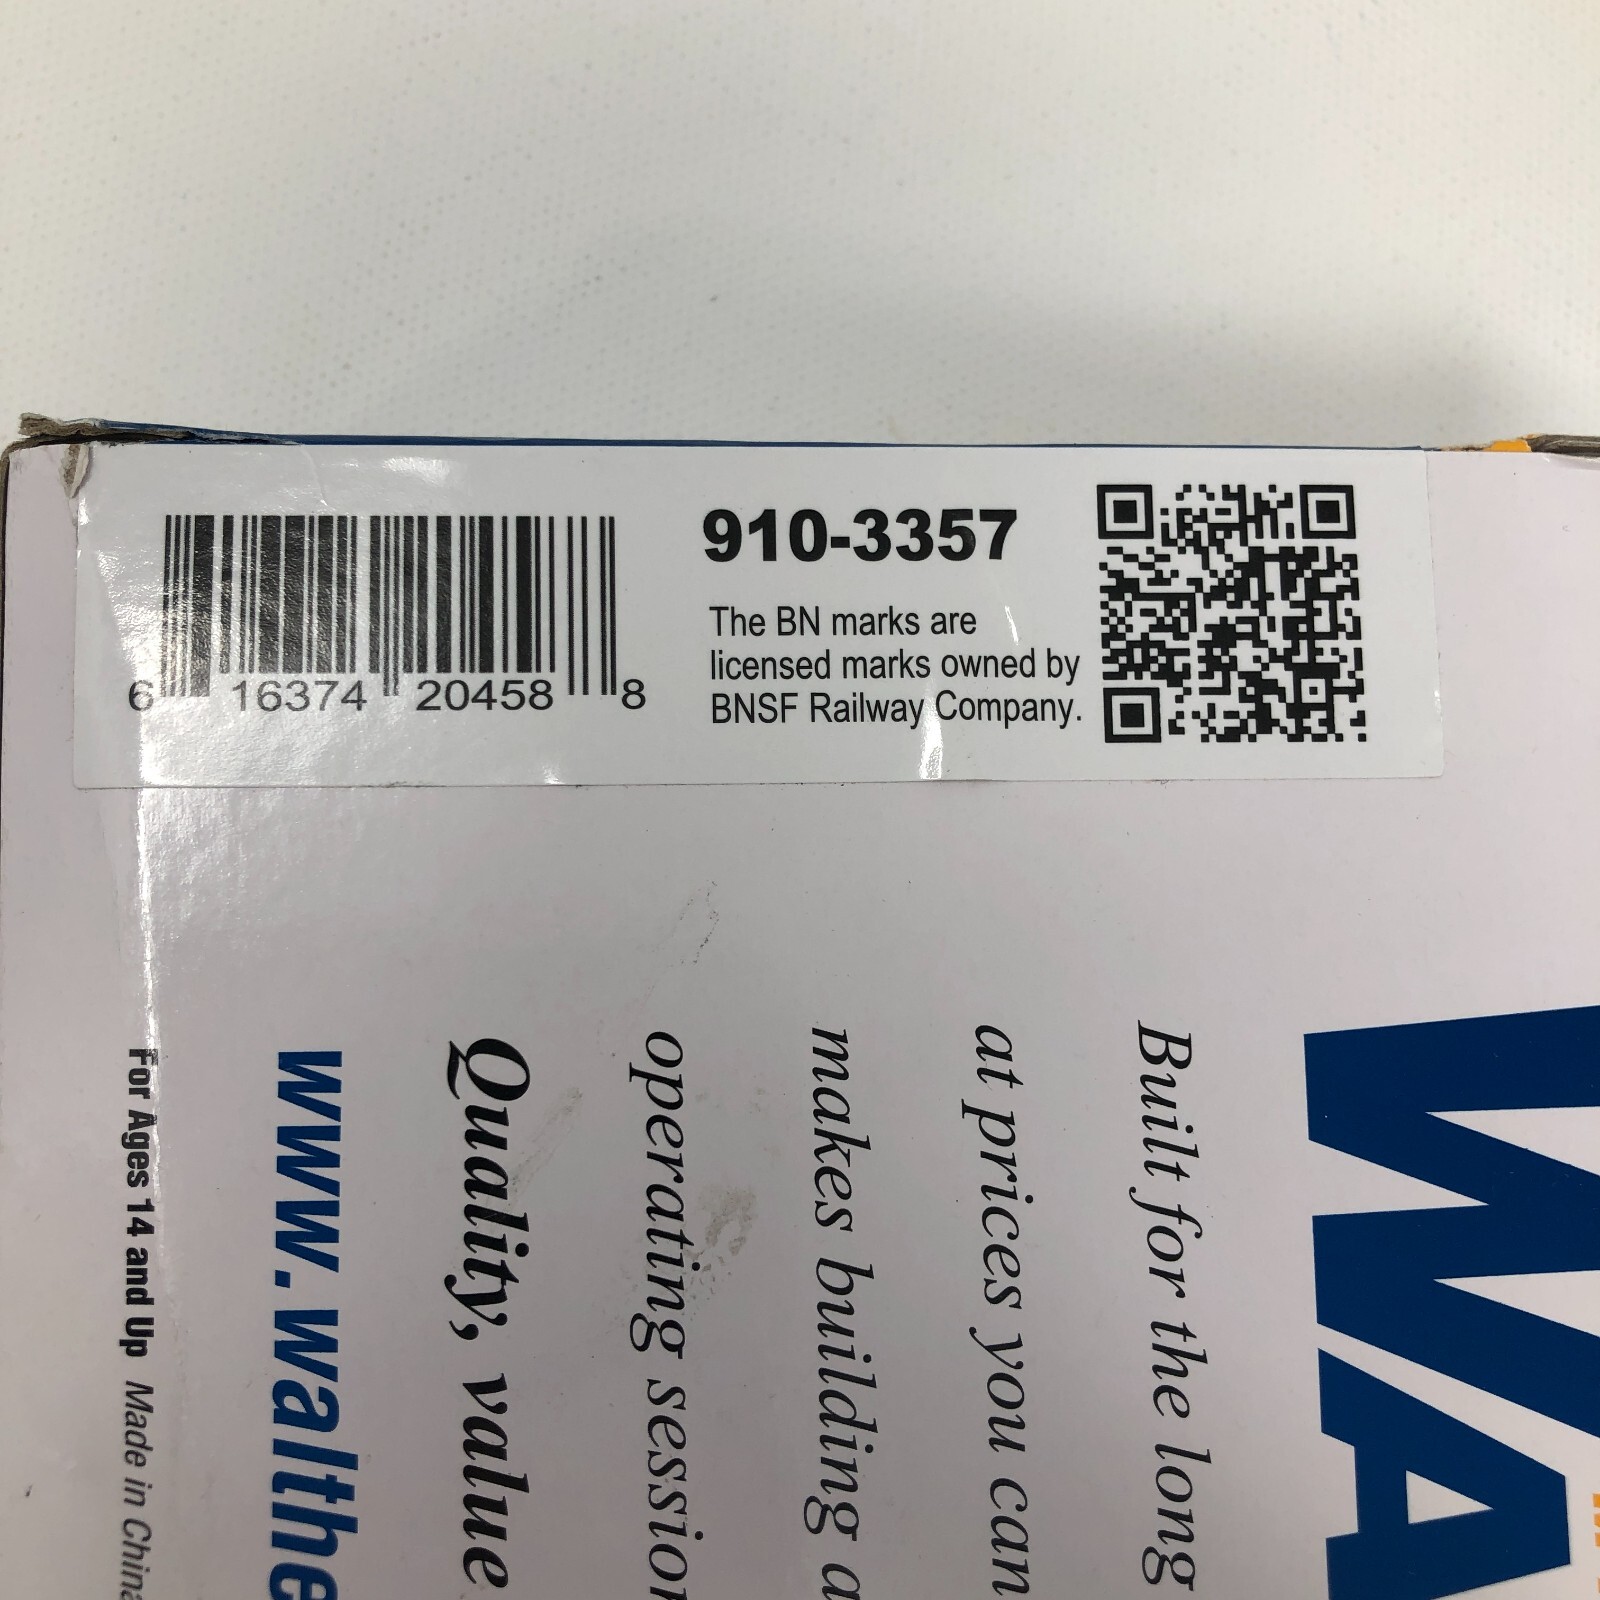 6 16374 20458 8
910-3357
The BN marks are
licensed marks owned by
BNSF Railway Company.
WA
Built for the long
at prices you can
makes building a
operating session
Quality, value
www.walthe
For Ages 14 and Up Made in China